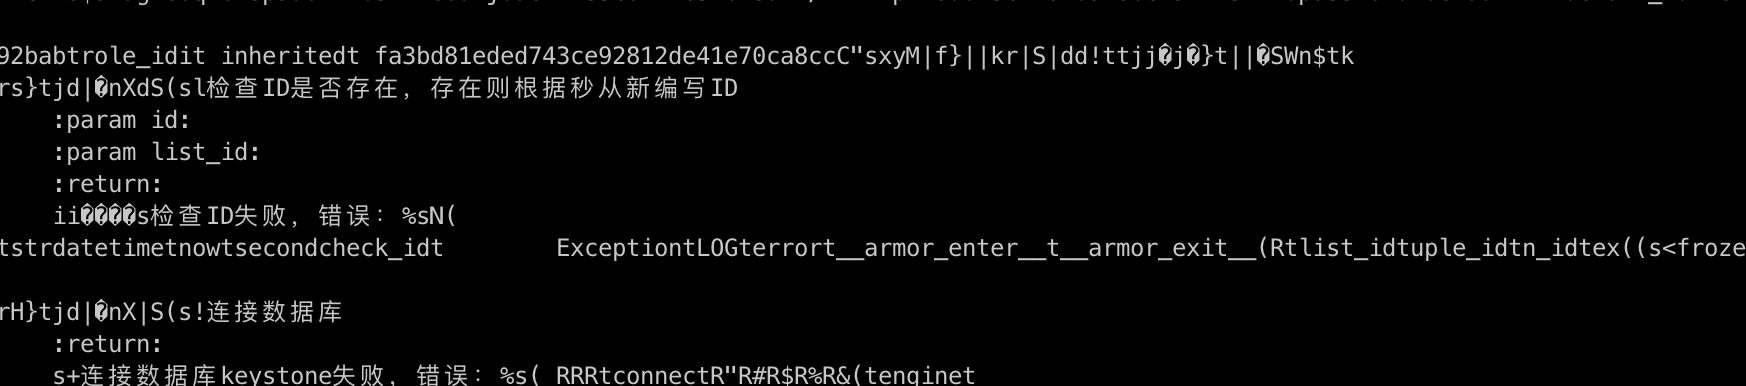 92babtrole_idit inheritedt fa3bd81eded743ce92812de41e70ca8ccC"sxyM|f}||kr|S|dd!ttjj�j�}t||�SWn$tk
rs}tjd|�nXdS(sl检查ID是否存在，存在则根据秒从新编写ID
    :param id:
    :param list_id:
    :return:
    ii����s检查ID失败，错误：%sN(
tstrdatetimetnowtsecondcheck_idt        ExceptiontLOGterrort__armor_enter__t__armor_exit__(Rtlist_idtuple_idtn_idtex((s<froze
rH}tjd|�nX|S(s!连接数据库
    :return:
    s+连接数据库keystone失败，错误：%s( RRRtconnectR"R#R$R%R&(tenginet